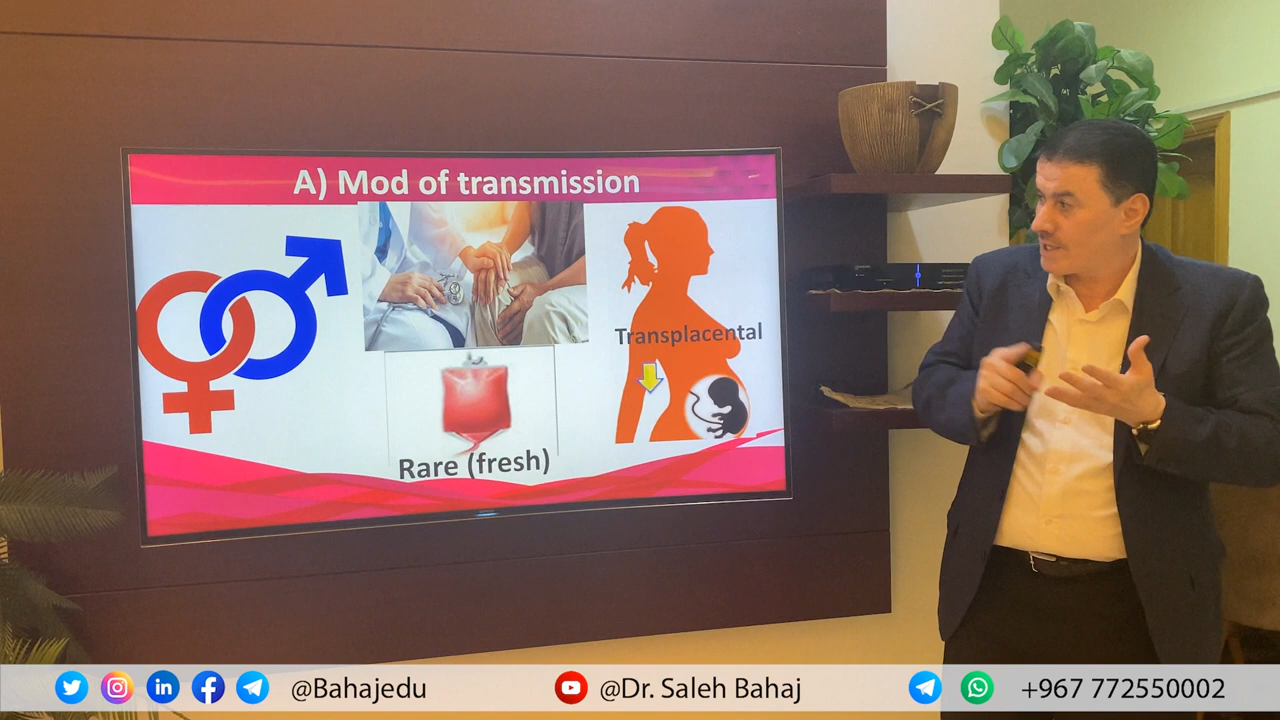 A) Mod of transmission
Transplacental
Rare (fresh)
@Bahajedu
@Dr. Saleh Bahaj
+967 772550002